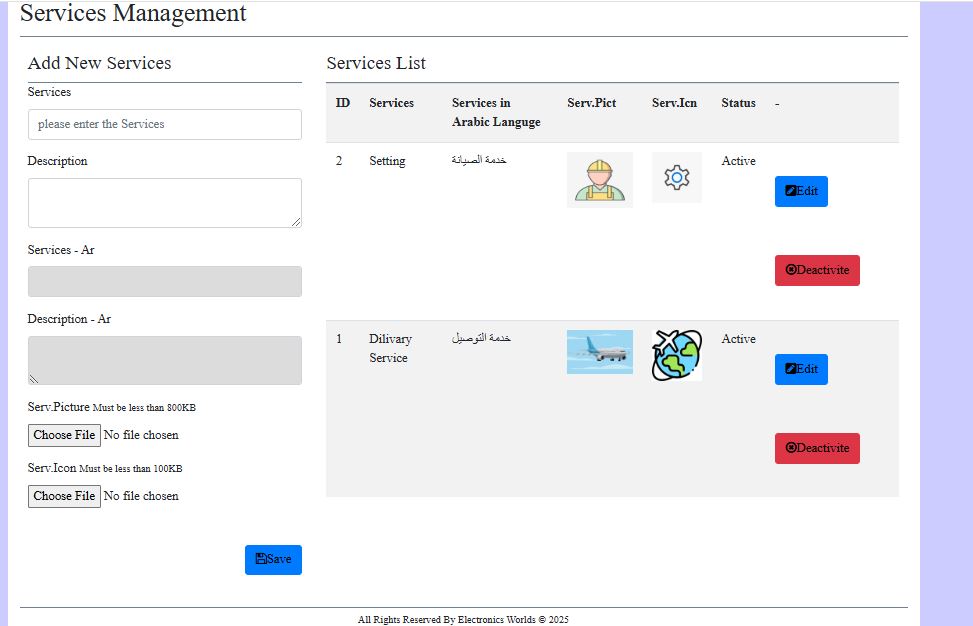 Services Management
Add New Services
Services
please enter the Services
Description
Services - Ar
Description - Ar
Serv.Picture Must be less than 800KB
Choose File No file chosen
Serv.Icon Must be less than 100KB
Choose File No file chosen
Save
Services List
ID Services Services in Arabic Languge Serv.Pict Serv.Icn Status -
2 Setting خدمة الصيانة Active
Edit
Deactivite
1 Dilivary Service خدمة التوصيل Active
Edit
Deactivite
All Rights Reserved By Electronics Worlds © 2025